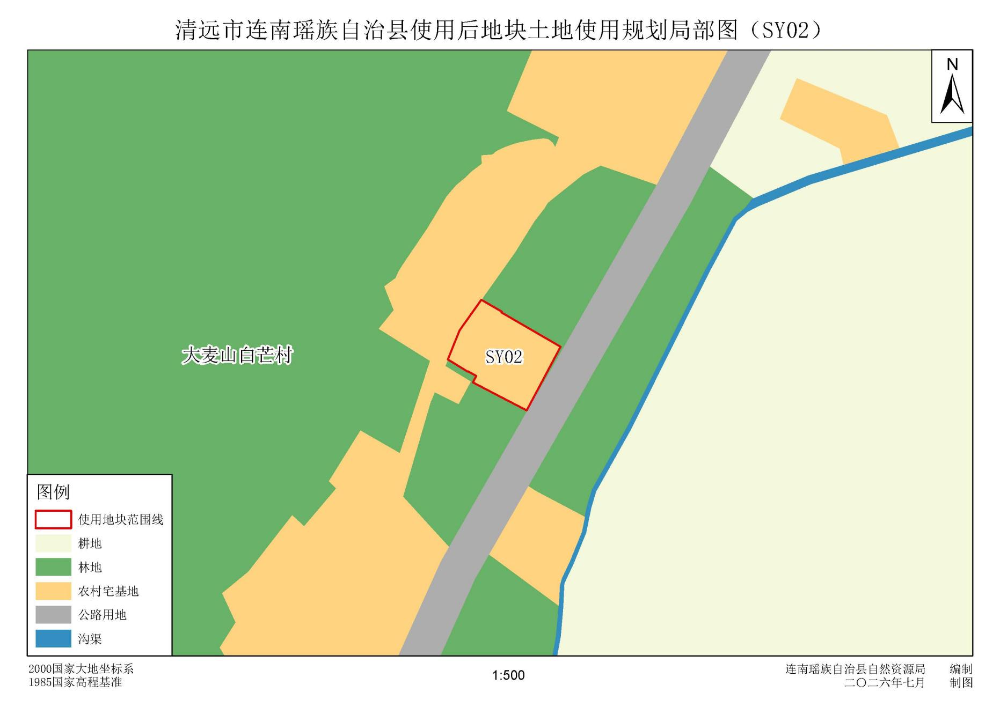 清远市连南瑶族自治县使用后地块土地使用规划局部图（SY02）
N
大麦山白芒村
SY02
图例
使用地块范围线
耕地
林地
农村宅基地
公路用地
沟渠
2000国家大地坐标系
1985国家高程基准
1:500
连南瑶族自治县自然资源局 编制
二〇二六年七月 制图